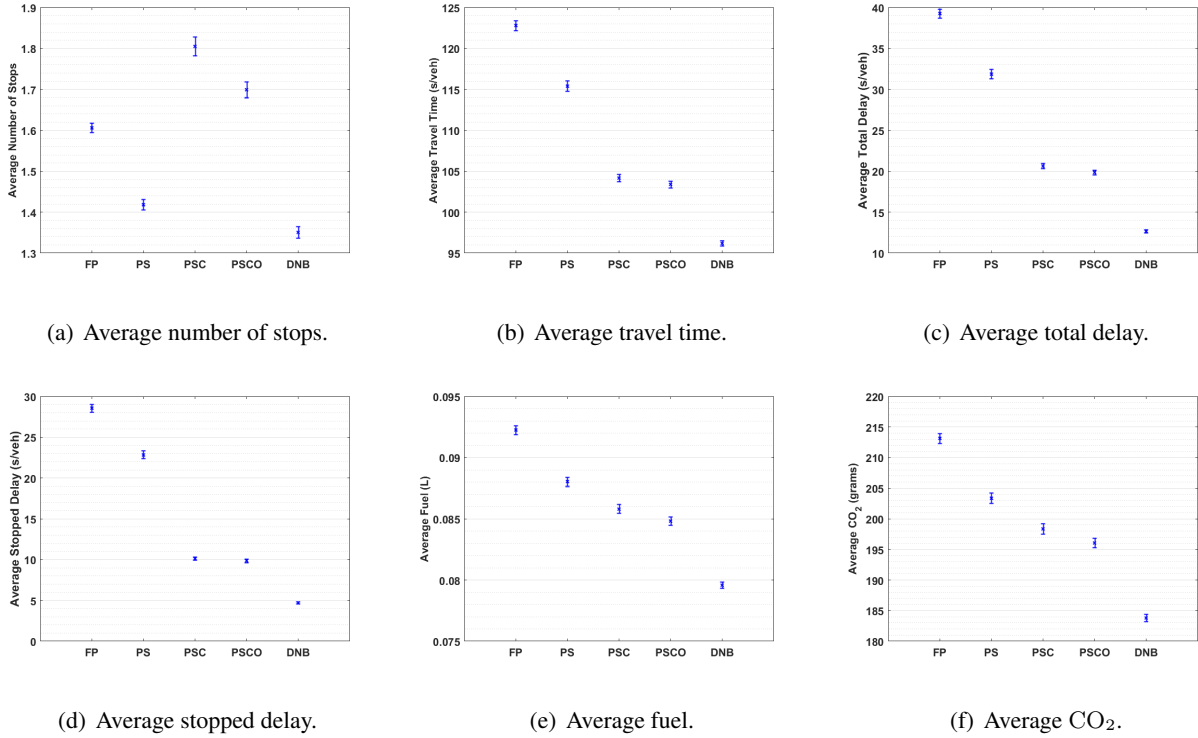 Average Number of Stops
1.9
1.8
1.7
1.6
1.5
1.4
1.3
FP PS PSC PSCO DNB
(a) Average number of stops.
Average Travel Time (s/veh)
125
120
115
110
105
100
95
FP PS PSC PSCO DNB
(b) Average travel time.
Average Total Delay (s/veh)
40
35
30
25
20
15
10
FP PS PSC PSCO DNB
(c) Average total delay.
Average Stopped Delay (s/veh)
30
25
20
15
10
5
0
FP PS PSC PSCO DNB
(d) Average stopped delay.
Average Fuel (L)
0.095
0.09
0.085
0.08
0.075
FP PS PSC PSCO DNB
(e) Average fuel.
Average CO₂ (grams)
220
215
210
205
200
195
190
185
180
FP PS PSC PSCO DNB
(f) Average CO₂.